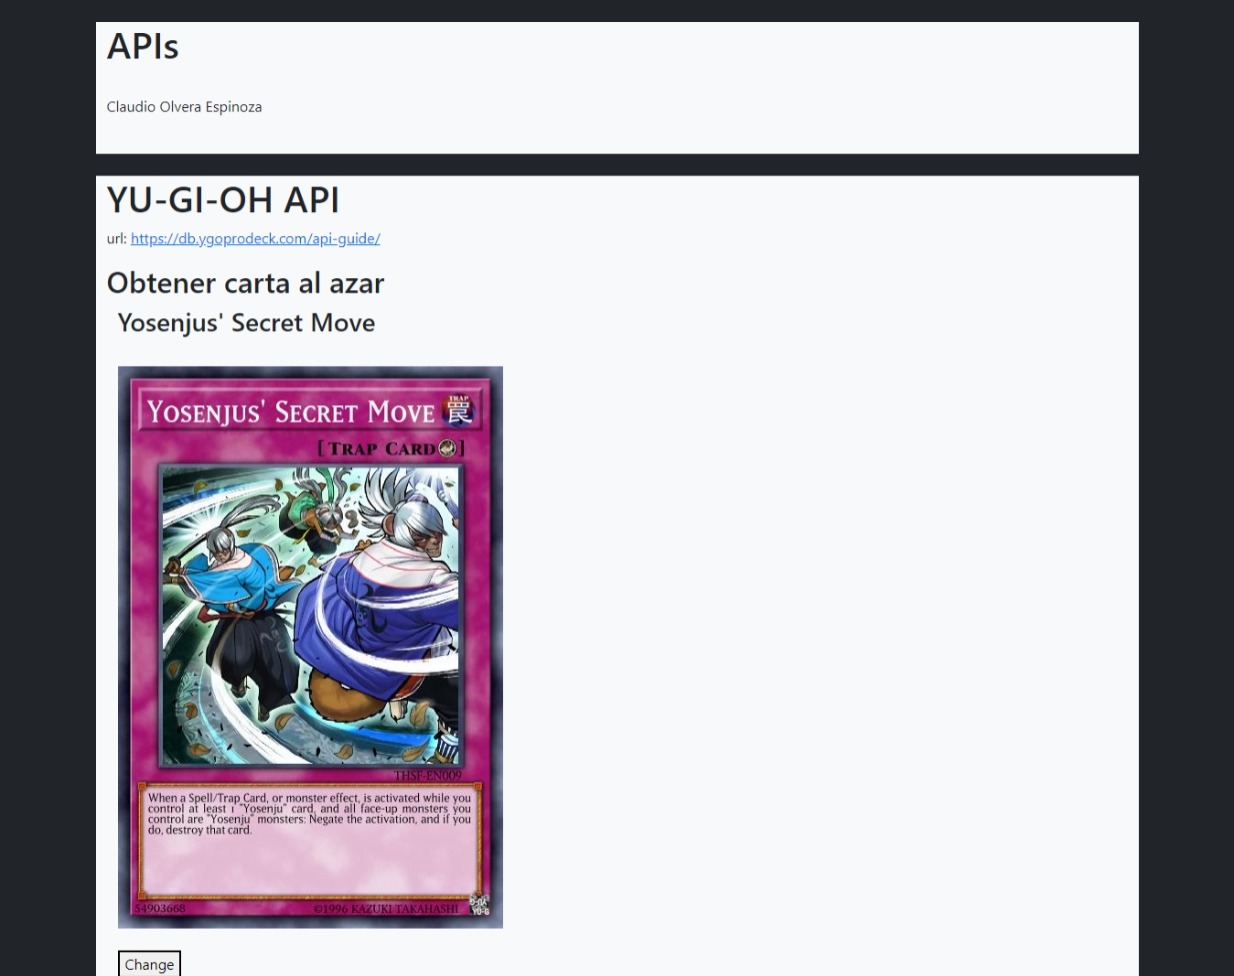 APIs
Claudio Olvera Espinoza
YU-GI-OH API
url: https://db.ygoprodeck.com/api-guide/
Obtener carta al azar
Yosenjus' Secret Move
YOSENJUS' SECRET MOVE
TRAP
罠
[TRAP CARD]
THSF-EN009
When a Spell/Trap Card, or monster effect, is activated while you
control at least 1 "Yosenju" card, and all face-up monsters you
control are "Yosenju" monsters: Negate the activation, and if you
do, destroy that card.
54903668
©1996 KAZUKI TAKAHASHI
Change